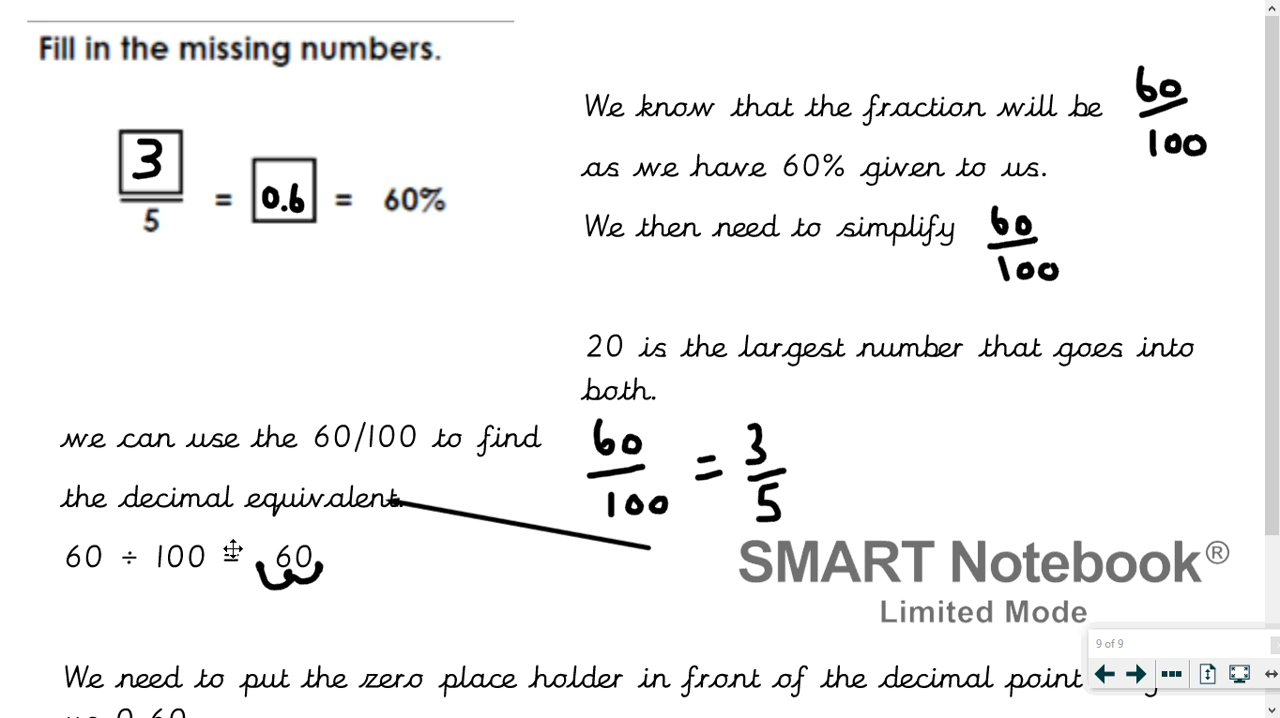 Fill in the missing numbers.
3/5 = 0.6 = 60%
We know that the fraction will be 60/100
as we have 60% given to us.
We then need to simplify 60/100
20 is the largest number that goes into
both.
60/100 = 3/5
we can use the 60/100 to find
the decimal equivalent.
60 ÷ 100 = 60
SMART Notebook®
Limited Mode
9 of 9
We need to put the zero place holder in front of the decimal point